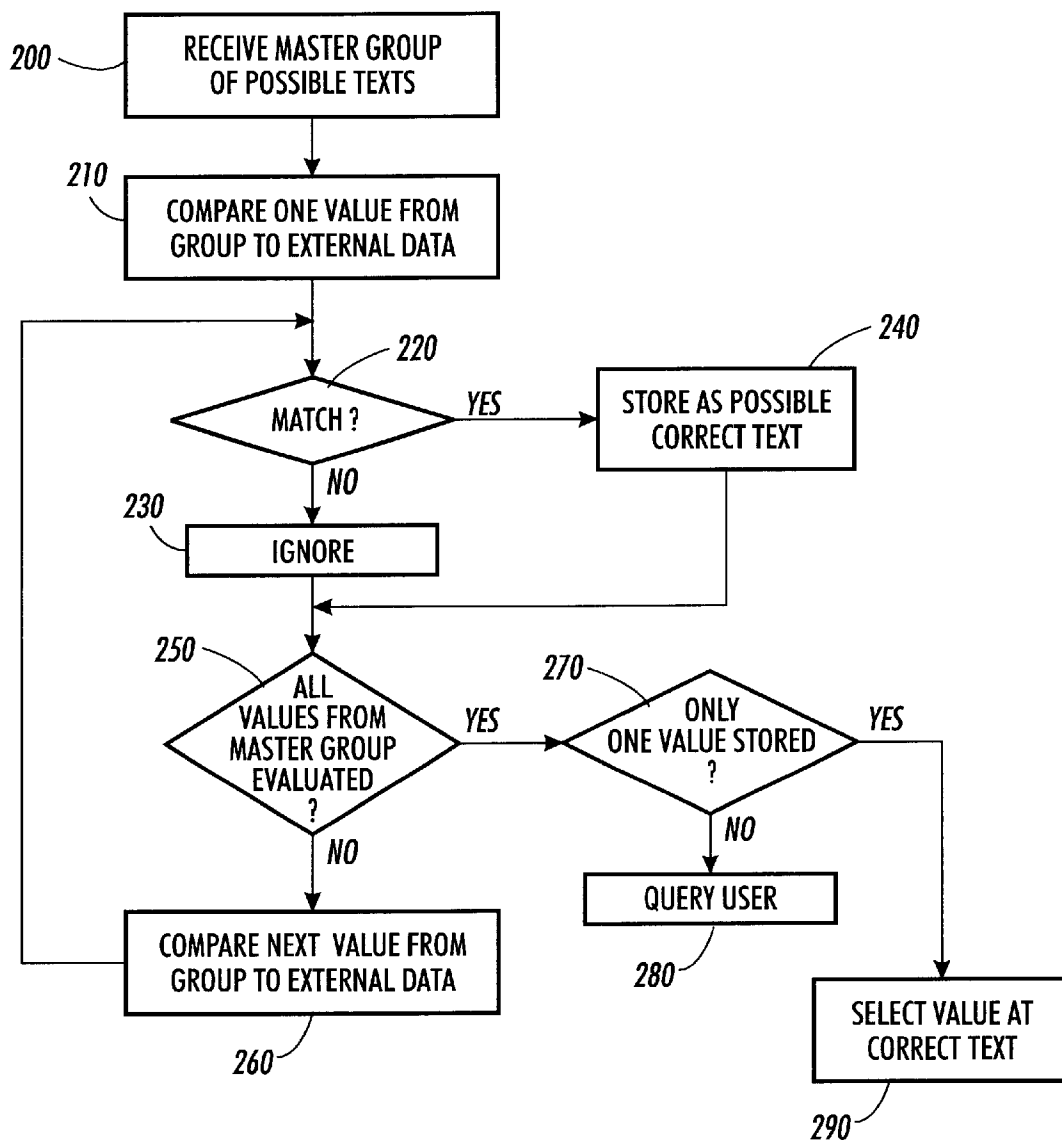 200
RECEIVE MASTER GROUP
OF POSSIBLE TEXTS
210
COMPARE ONE VALUE FROM
GROUP TO EXTERNAL DATA
220
MATCH ?
YES
240
STORE AS POSSIBLE
CORRECT TEXT
NO
230
IGNORE
250
ALL
VALUES FROM
MASTER GROUP
EVALUATED
?
YES
270
ONLY
ONE VALUE STORED
?
YES
NO
NO
QUERY USER
280
COMPARE NEXT VALUE FROM
GROUP TO EXTERNAL DATA
260
SELECT VALUE AT
CORRECT TEXT
290